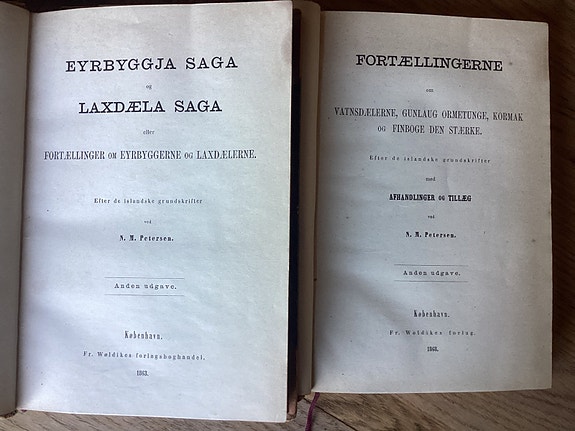 EYRBYGGJA SAGA
og
LAXDÆLA SAGA
eller
FORTÆLLINGER OM EYRBYGGERNE OG LAXDÆLERNE.
Efter de islandske grundskrifter
ved
N. M. Petersen.
Anden udgave.
København.
Fr. Wøldikes forlagsboghandel.
1863.
FORTÆLLINGERNE
om
VATNSDÆLERNE, GUNLAUG ORMETUNGE, KORMAK
OG FINBOGE DEN STÆRKE.
Efter de islandske grundskrifter
med
AFHANDLINGER OG TILLÆG
ved
N. M. Petersen.
Anden udgave.
København.
Fr. Wøldikes forlag.
1868.